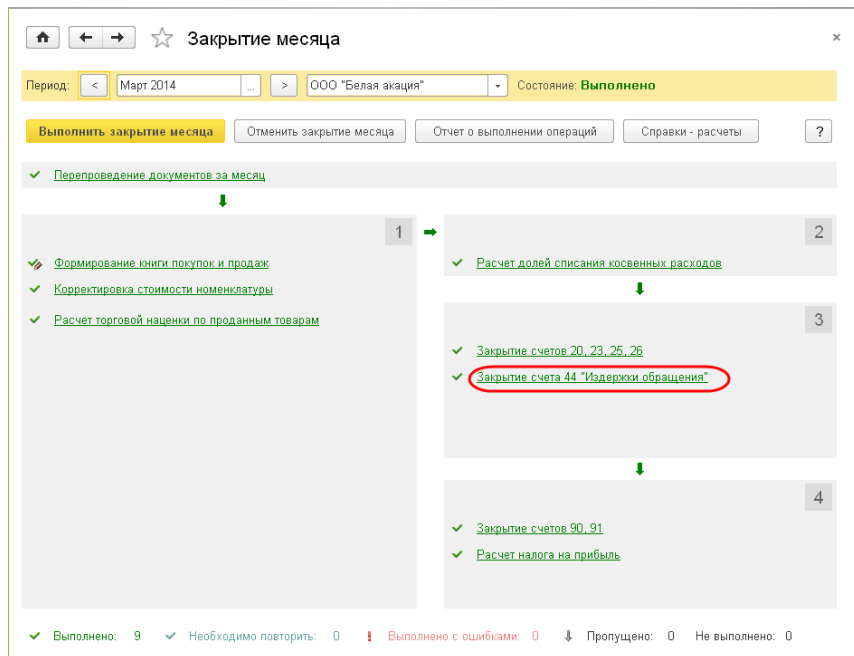 Закрытие месяца
Период: < Март 2014 ... > ООО "Белая акация" Состояние: Выполнено
Выполнить закрытие месяца Отменить закрытие месяца Отчет о выполнении операций Справки - расчеты ?
Перепроведение документов за месяц
1
Формирование книги покупок и продаж
Корректировка стоимости номенклатуры
Расчет торговой наценки по проданным товарам
2
Расчет долей списания косвенных расходов
3
Закрытие счетов 20, 23, 25, 26
Закрытие счета 44 "Издержки обращения"
4
Закрытие счетов 90, 91
Расчет налога на прибыль
Выполнено: 9 Необходимо повторить: 0 Выполнено с ошибками: 0 Пропущено: 0 Не выполнено: 0